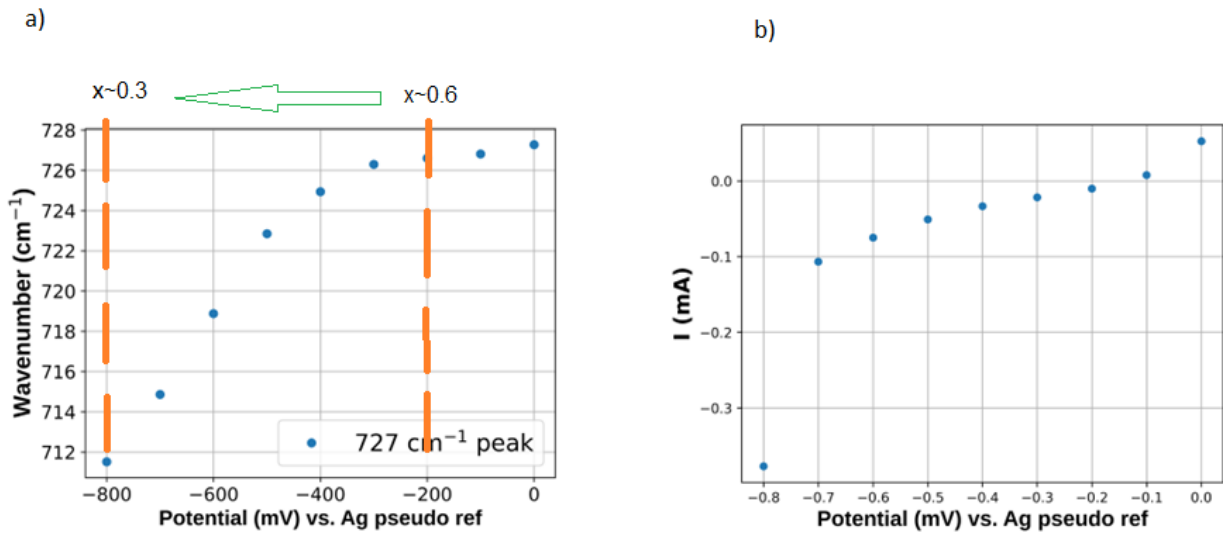 a)
x~0.3
x~0.6
728
726
724
722
720
718
716
714
712
Wavenumber (cm⁻¹)
727 cm⁻¹ peak
−800 −600 −400 −200 0
Potential (mV) vs. Ag pseudo ref
b)
0.0
−0.1
−0.2
−0.3
I (mA)
−0.8 −0.7 −0.6 −0.5 −0.4 −0.3 −0.2 −0.1 0.0
Potential (mV) vs. Ag pseudo ref